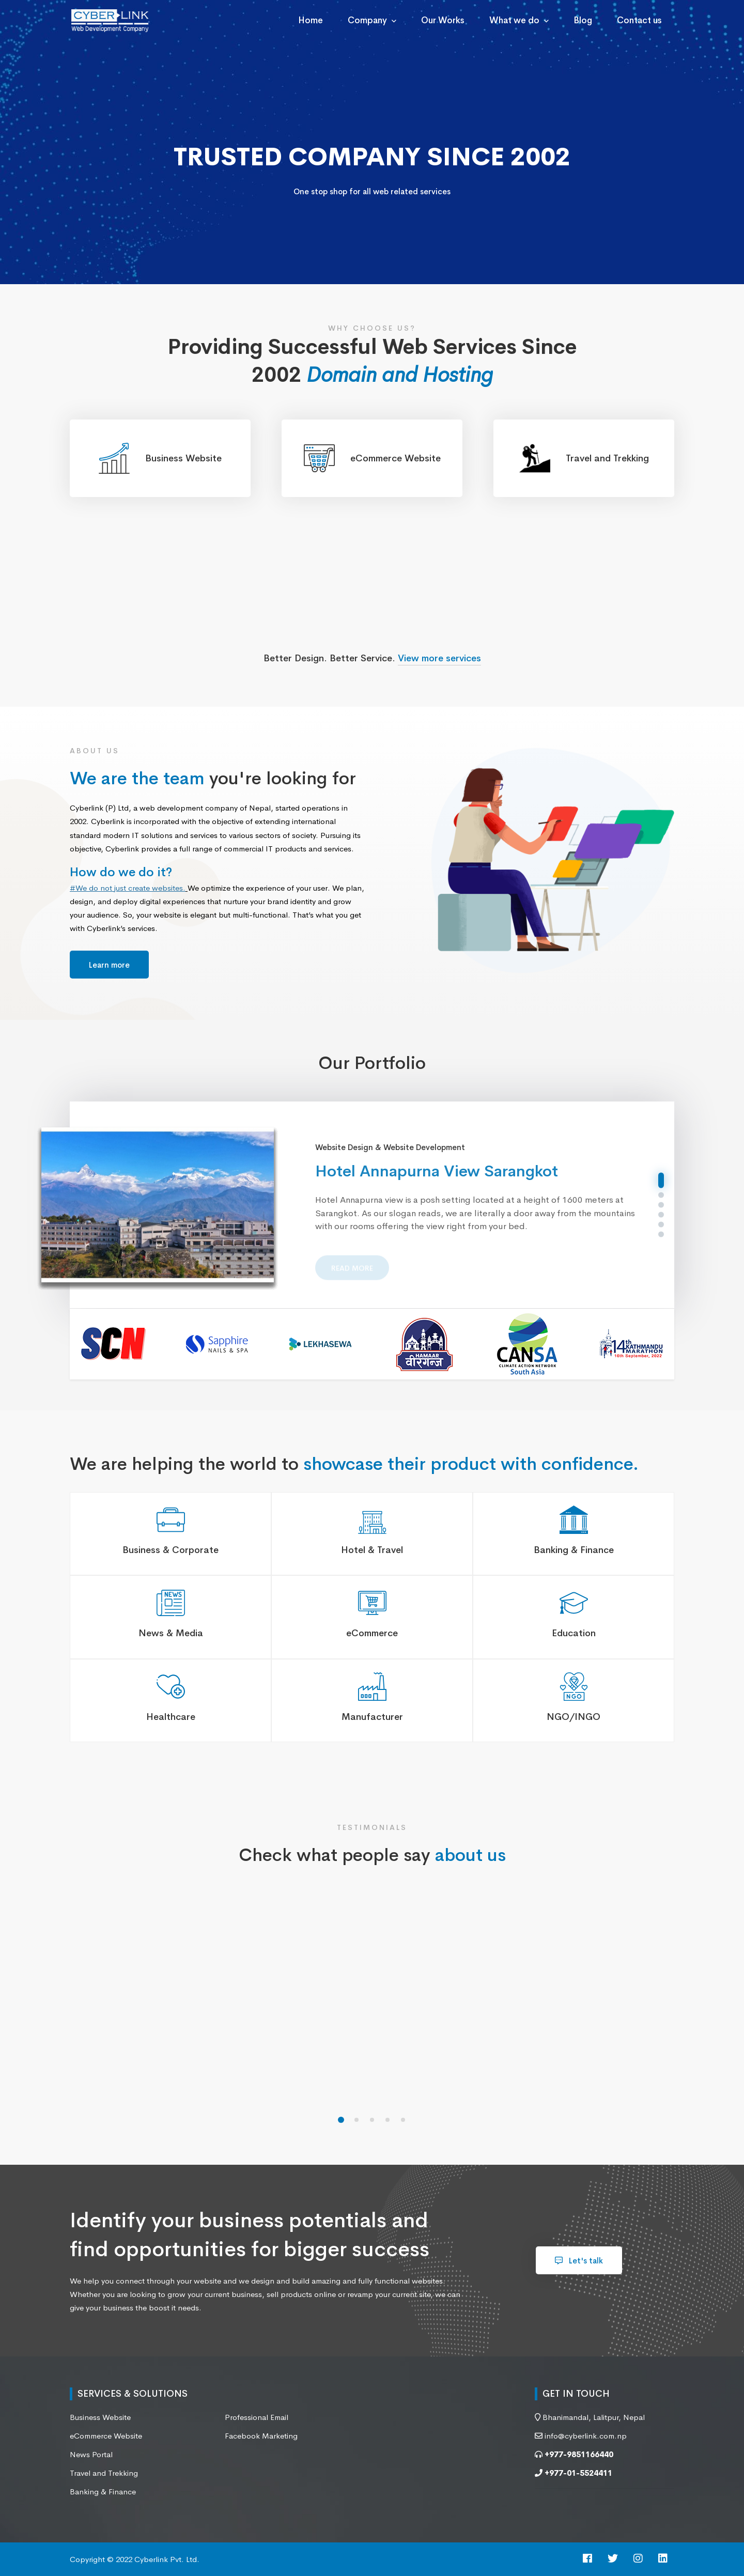 CYBER LINK
Web Development Company
Home
Company
Our Works
What we do
Blog
Contact us
TRUSTED COMPANY SINCE 2002
One stop shop for all web related services
WHY CHOOSE US?
Providing Successful Web Services Since
2002 Domain and Hosting
Business Website
eCommerce Website
Travel and Trekking
Better Design. Better Service. View more services
ABOUT US
We are the team you're looking for
Cyberlink (P) Ltd, a web development company of Nepal, started operations in
2002. Cyberlink is incorporated with the objective of extending international
standard modern IT solutions and services to various sectors of society. Pursuing its
objective, Cyberlink provides a full range of commercial IT products and services.
How do we do it?
#We do not just create websites. We optimize the experience of your user. We plan,
design, and deploy digital experiences that nurture your brand identity and grow
your audience. So, your website is elegant but multi-functional. That's what you get
with Cyberlink's services.
Learn more
Our Portfolio
Website Design & Website Development
Hotel Annapurna View Sarangkot
Hotel Annapurna view is a posh setting located at a height of 1600 meters at
Sarangkot. As our slogan reads, we are literally a door away from the mountains
with our rooms offering the view right from your bed.
READ MORE
SCN
Sapphire
NAILS & SPA
LEKHASEWA
HAMAAR
वीरगन्ज
CANSA
CLIMATE ACTION NETWORK
South Asia
14th KATHMANDU
MARATHON
16th September, 2022
We are helping the world to showcase their product with confidence.
Business & Corporate
Hotel & Travel
Banking & Finance
NEWS
News & Media
eCommerce
Education
Healthcare
Manufacturer
NGO
NGO/INGO
TESTIMONIALS
Check what people say about us
Identify your business potentials and
find opportunities for bigger success
We help you connect through your website and we design and build amazing and fully functional websites.
Whether you are looking to grow your current business, sell products online or revamp your current site, we can
give your business the boost it needs.
Let's talk
SERVICES & SOLUTIONS
Business Website
eCommerce Website
News Portal
Travel and Trekking
Banking & Finance
Professional Email
Facebook Marketing
GET IN TOUCH
Bhanimandal, Lalitpur, Nepal
info@cyberlink.com.np
+977-9851166440
+977-01-5524411
Copyright © 2022 Cyberlink Pvt. Ltd.